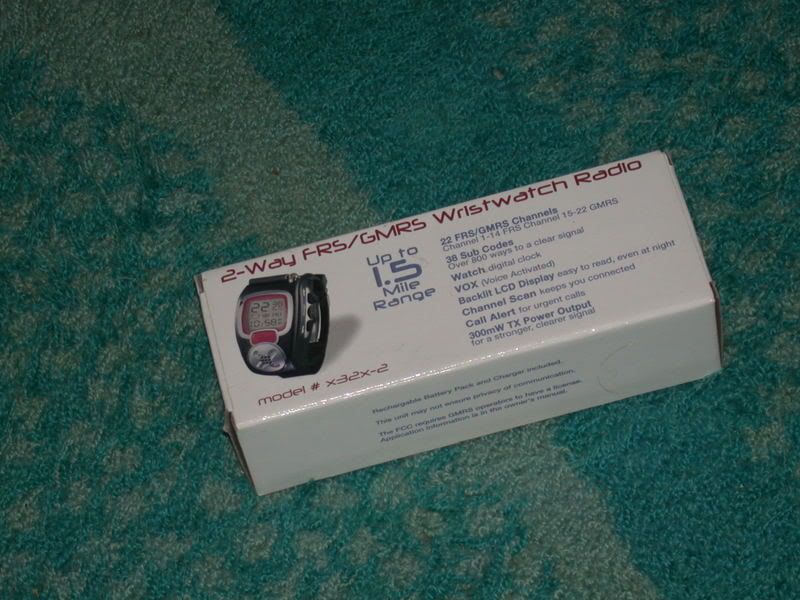 2-Way FRS/GMRS Wristwatch Radio
Up to
1.5
Mile
Range
22 FRS/GMRS Channels
Channel 1-14 FRS Channel 15-22 GMRS
38 Sub Codes
Over 800 ways to a clear signal
Watch digital clock
VOX (Voice Activated)
Backlit LCD Display easy to read, even at night
Channel Scan keeps you connected
Call Alert for urgent calls
300mW TX Power Output
for a stronger, clearer signal
model # X32X-2
Rechargable Battery Pack and Charger included.
This unit may not ensure privacy of communication.
The FCC requires GMRS operators to have a license.
Application information is in the owner's manual.